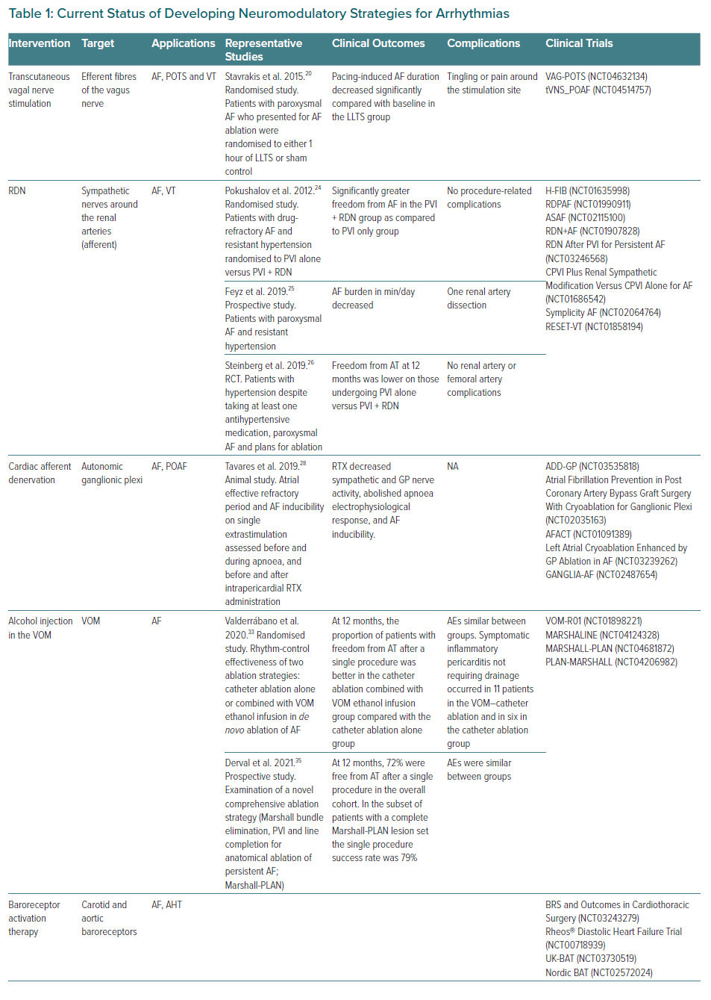 Table 1: Current Status of Developing Neuromodulatory Strategies for Arrhythmias
Intervention Target Applications Representative Studies Clinical Outcomes Complications Clinical Trials
Transcutaneous
vagal nerve
stimulation
Efferent fibres
of the vagus
nerve
AF, POTS and VT
Stavrakis et al. 2015.20
Randomised study.
Patients with paroxysmal
AF who presented for AF
ablation were
randomised to either 1
hour of LLTS or sham
control
Pacing-induced AF duration
decreased significantly
compared with baseline in
the LLTS group
Tingling or pain around
the stimulation site
VAG-POTS (NCT04632134)
tVNS_POAF (NCT04514757)
RDN
Sympathetic
nerves around
the renal
arteries
(afferent)
AF, VT
Pokushalov et al. 2012.24
Randomised study.
Patients with drug-
refractory AF and
resistant hypertension
randomised to PVI alone
versus PVI + RDN
Significantly greater
freedom from AF in the PVI
+ RDN group as compared
to PVI only group
No procedure-related
complications
H-FIB (NCT01635998)
RDPAF (NCT01990911)
ASAF (NCT02115100)
RDN+AF (NCT01907828)
RDN After PVI for Persistent AF
(NCT03246568)
CPVI Plus Renal Sympathetic
Modification Versus CPVI Alone for AF
(NCT01686542)
Symplicity AF (NCT02064764)
RESET-VT (NCT01858194)
Feyz et al. 2019.25
Prospective study.
Patients with paroxysmal
AF and resistant
hypertension
AF burden in min/day
decreased
One renal artery
dissection
Steinberg et al. 2019.26
RCT. Patients with
hypertension despite
taking at least one
antihypertensive
medication, paroxysmal
AF and plans for ablation
Freedom from AT at 12
months was lower on those
undergoing PVI alone
versus PVI + RDN
No renal artery or
femoral artery
complications
Cardiac afferent
denervation
Autonomic
ganglionic plexi
AF, POAF
Tavares et al. 2019.28
Animal study. Atrial
effective refractory
period and AF inducibility
on single
extrastimulation
assessed before and
during apnoea, and
before and after
intrapericardial RTX
administration
RTX decreased
sympathetic and GP nerve
activity, abolished apnoea
electrophysiological
response, and AF
inducibility.
NA
ADD-GP (NCT03535818)
Atrial Fibrillation Prevention in Post
Coronary Artery Bypass Graft Surgery
With Cryoablation for Ganglionic Plexi
(NCT02035163)
AFACT (NCT01091389)
Left Atrial Cryoablation Enhanced by
GP Ablation in AF (NCT03239262)
GANGLIA-AF (NCT02487654)
Alcohol injection
in the VOM
VOM
AF
Valderrábano et al.
2020.33 Randomised
study. Rhythm-control
effectiveness of two
ablation strategies:
catheter ablation alone
or combined with VOM
ethanol infusion in de
novo ablation of AF
At 12 months, the
proportion of patients with
freedom from AT after a
single procedure was
better in the catheter
ablation combined with
VOM ethanol infusion
group compared with the
catheter ablation alone
group
AEs similar between
groups. Symptomatic
inflammatory
pericarditis not
requiring drainage
occurred in 11 patients
in the VOM–catheter
ablation and in six in
the catheter ablation
group
VOM-R01 (NCT01898221)
MARSHALINE (NCT04124328)
MARSHALL-PLAN (NCT04681872)
PLAN-MARSHALL (NCT04206982)
Derval et al. 2021.35
Prospective study.
Examination of a novel
comprehensive ablation
strategy (Marshall bundle
elimination, PVI and line
completion for
anatomical ablation of
persistent AF;
Marshall-PLAN)
At 12 months, 72% were
free from AT after a single
procedure in the overall
cohort. In the subset of
patients with a complete
Marshall-PLAN lesion set
the single procedure
success rate was 79%
AEs were similar
between groups
Baroreceptor
activation
therapy
Carotid and
aortic
baroreceptors
AF, AHT
BRS and Outcomes in Cardiothoracic
Surgery (NCT03243279)
Rheos® Diastolic Heart Failure Trial
(NCT00718939)
UK-BAT (NCT03730519)
Nordic BAT (NCT02572024)